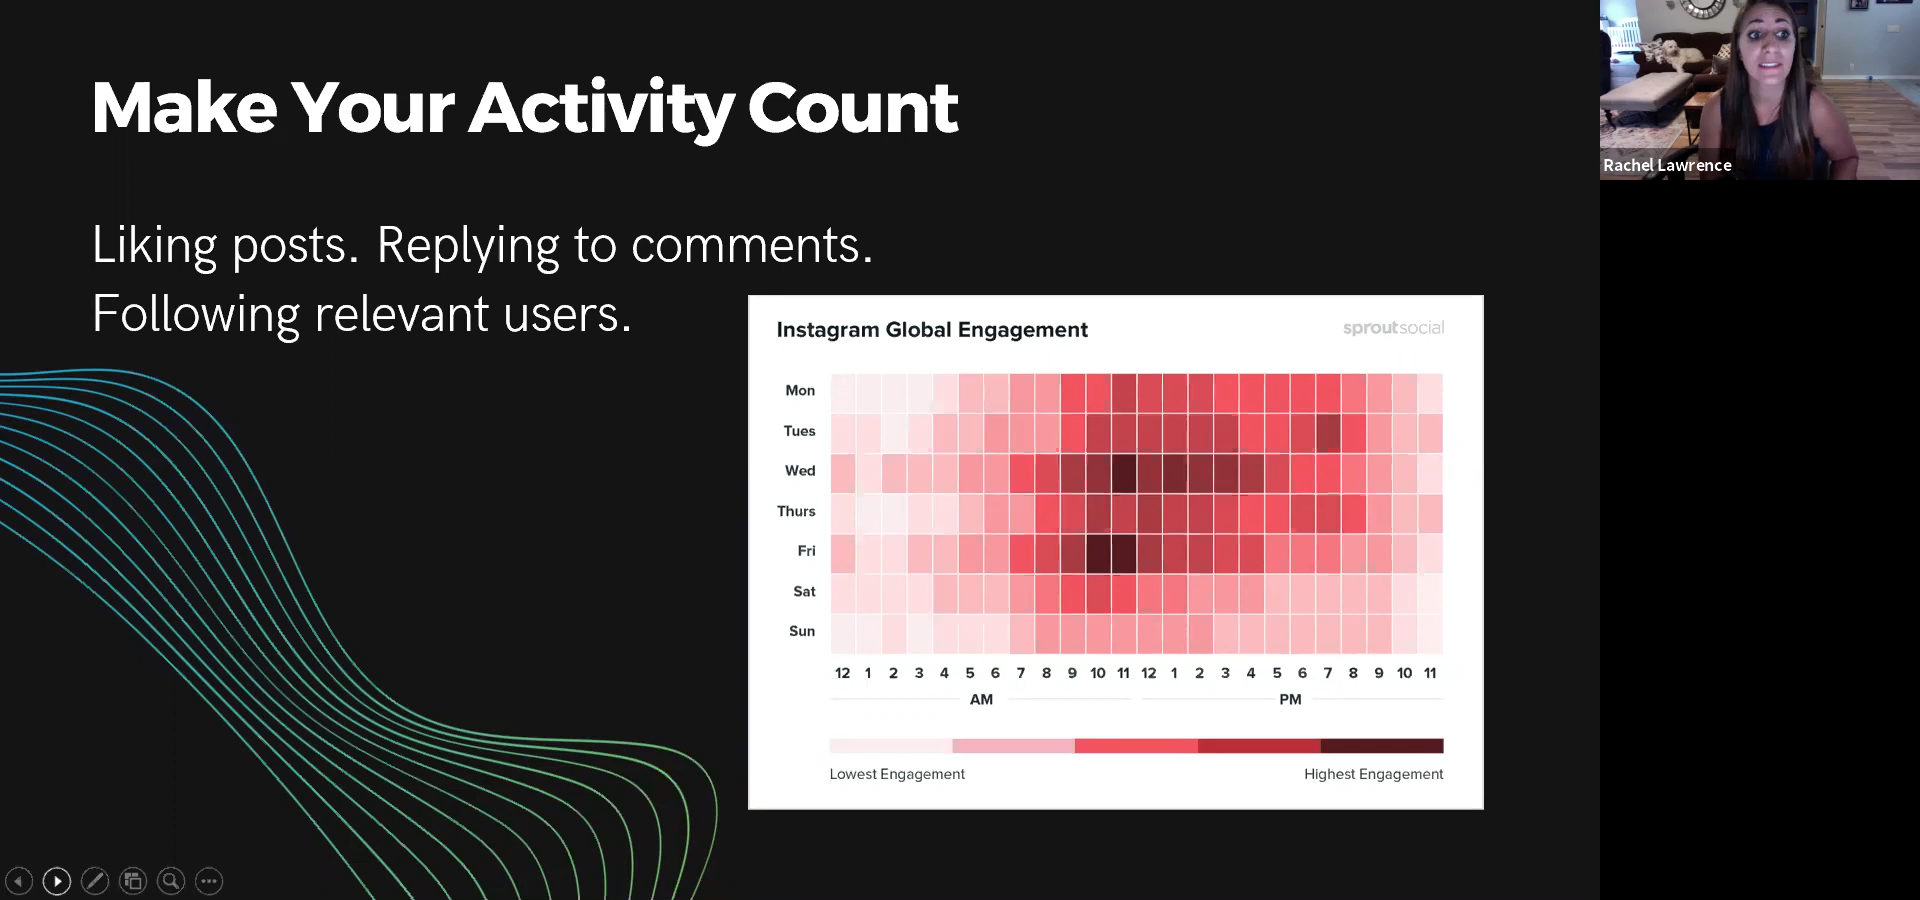 Make Your Activity Count
Liking posts. Replying to comments.
Following relevant users.
Rachel Lawrence
Instagram Global Engagement
sproutsocial
Mon
Tues
Wed
Thurs
Fri
Sat
Sun
12 1 2 3 4 5 6 7 8 9 10 11 12 1 2 3 4 5 6 7 8 9 10 11
AM PM
Lowest Engagement Highest Engagement